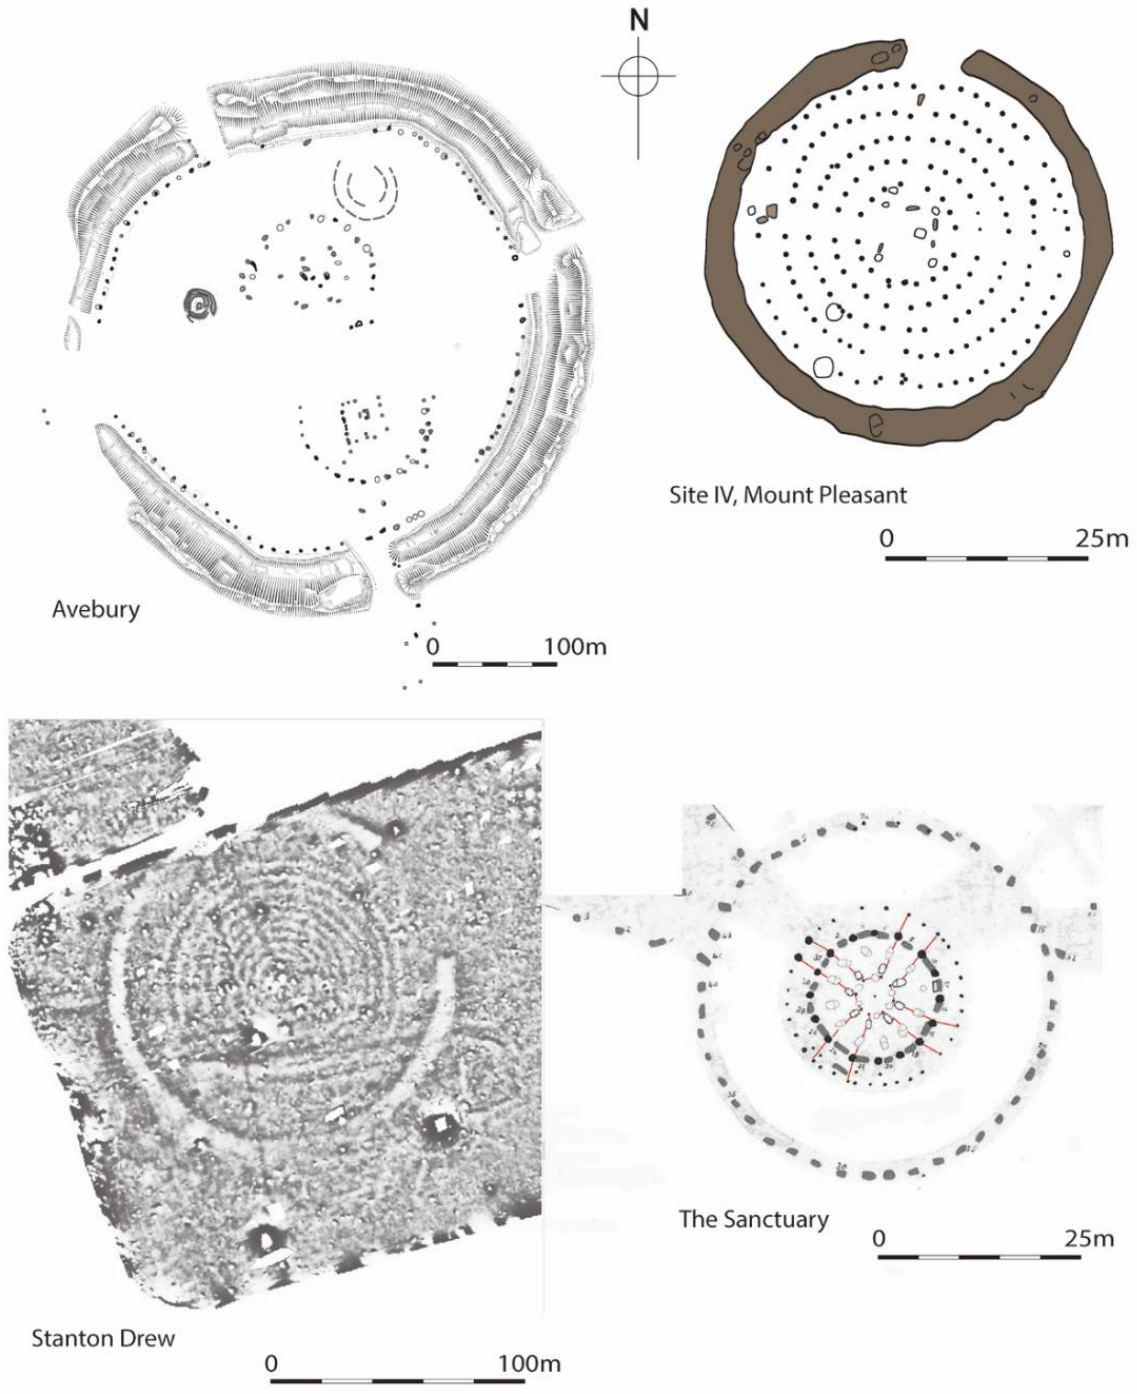 N
Site IV, Mount Pleasant
0 25m
Avebury
0 100m
The Sanctuary
0 25m
Stanton Drew
0 100m